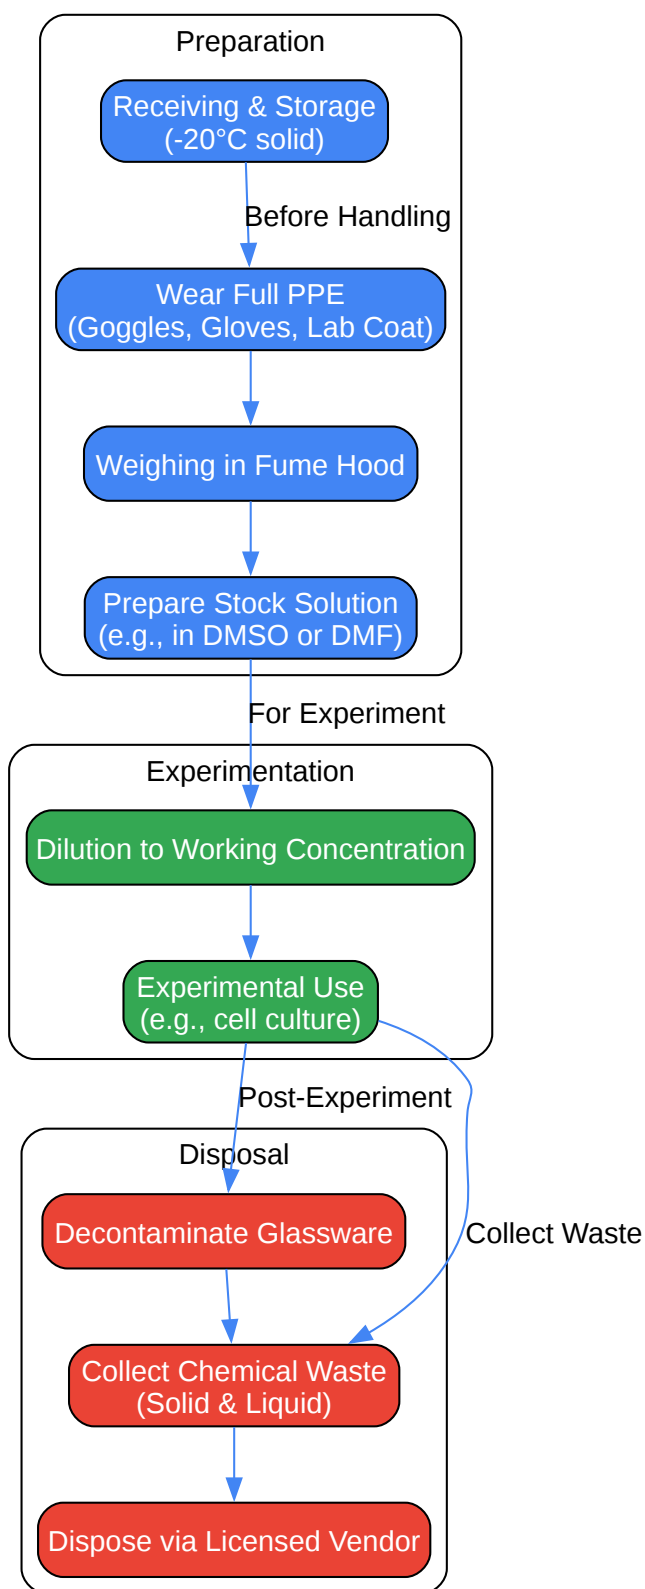 Preparation
Receiving & Storage
(-20°C solid)
Before Handling
Wear Full PPE
(Goggles, Gloves, Lab Coat)
Weighing in Fume Hood
Prepare Stock Solution
(e.g., in DMSO or DMF)
For Experiment
Experimentation
Dilution to Working Concentration
Experimental Use
(e.g., cell culture)
Post-Experiment
Disposal
Decontaminate Glassware
Collect Waste
Collect Chemical Waste
(Solid & Liquid)
Dispose via Licensed Vendor